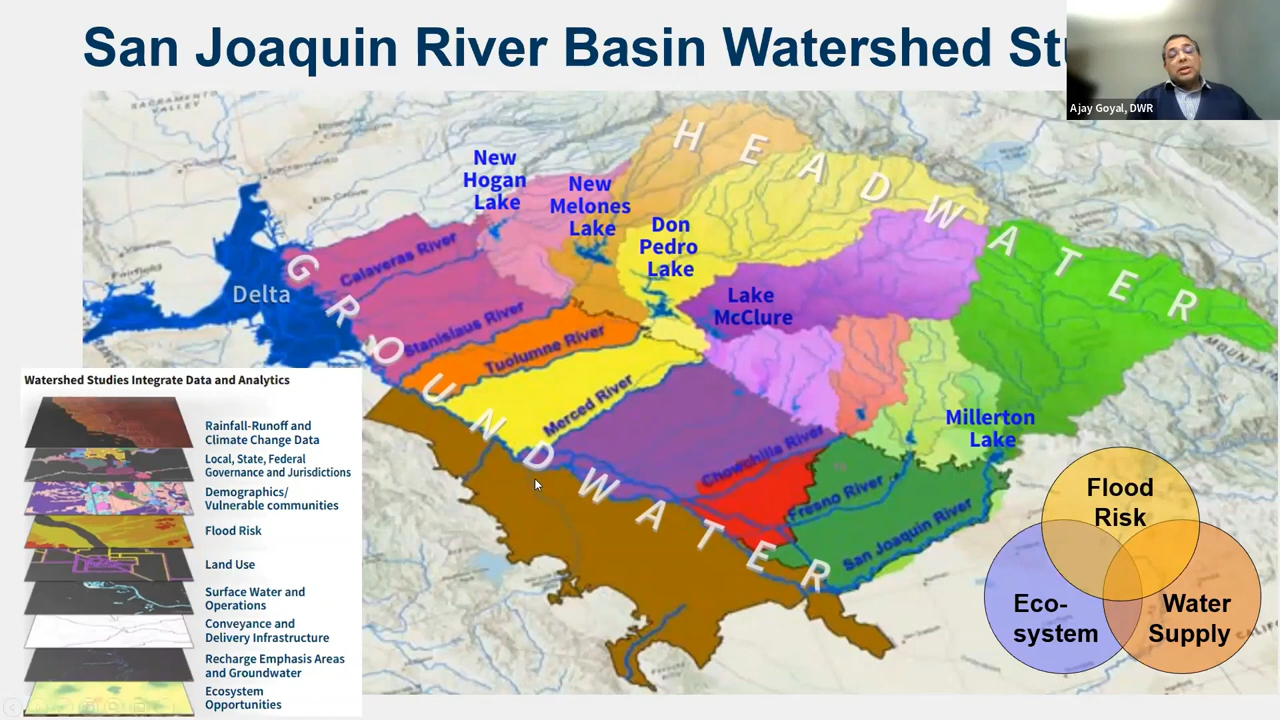 San Joaquin River Basin Watershed
Ajay Goyal, DWR
HEADWATER
GROUNDWATER
New
Hogan
Lake
New
Melones
Lake
Don
Pedro
Lake
Lake
McClure
Millerton
Lake
Delta
Calaveras River
Stanislaus River
Tuolumne River
Merced River
Chowchilla River
Fresno River
San Joaquin River
SACRAMENTO
VALLEY
Fairfield
Watershed Studies Integrate Data and Analytics
Rainfall-Runoff and
Climate Change Data
Local, State, Federal
Governance and Jurisdictions
Demographics/
Vulnerable communities
Flood Risk
Land Use
Surface Water and
Operations
Conveyance and
Delivery Infrastructure
Recharge Emphasis Areas
and Groundwater
Ecosystem
Opportunities
Flood
Risk
Eco-
system
Water
Supply